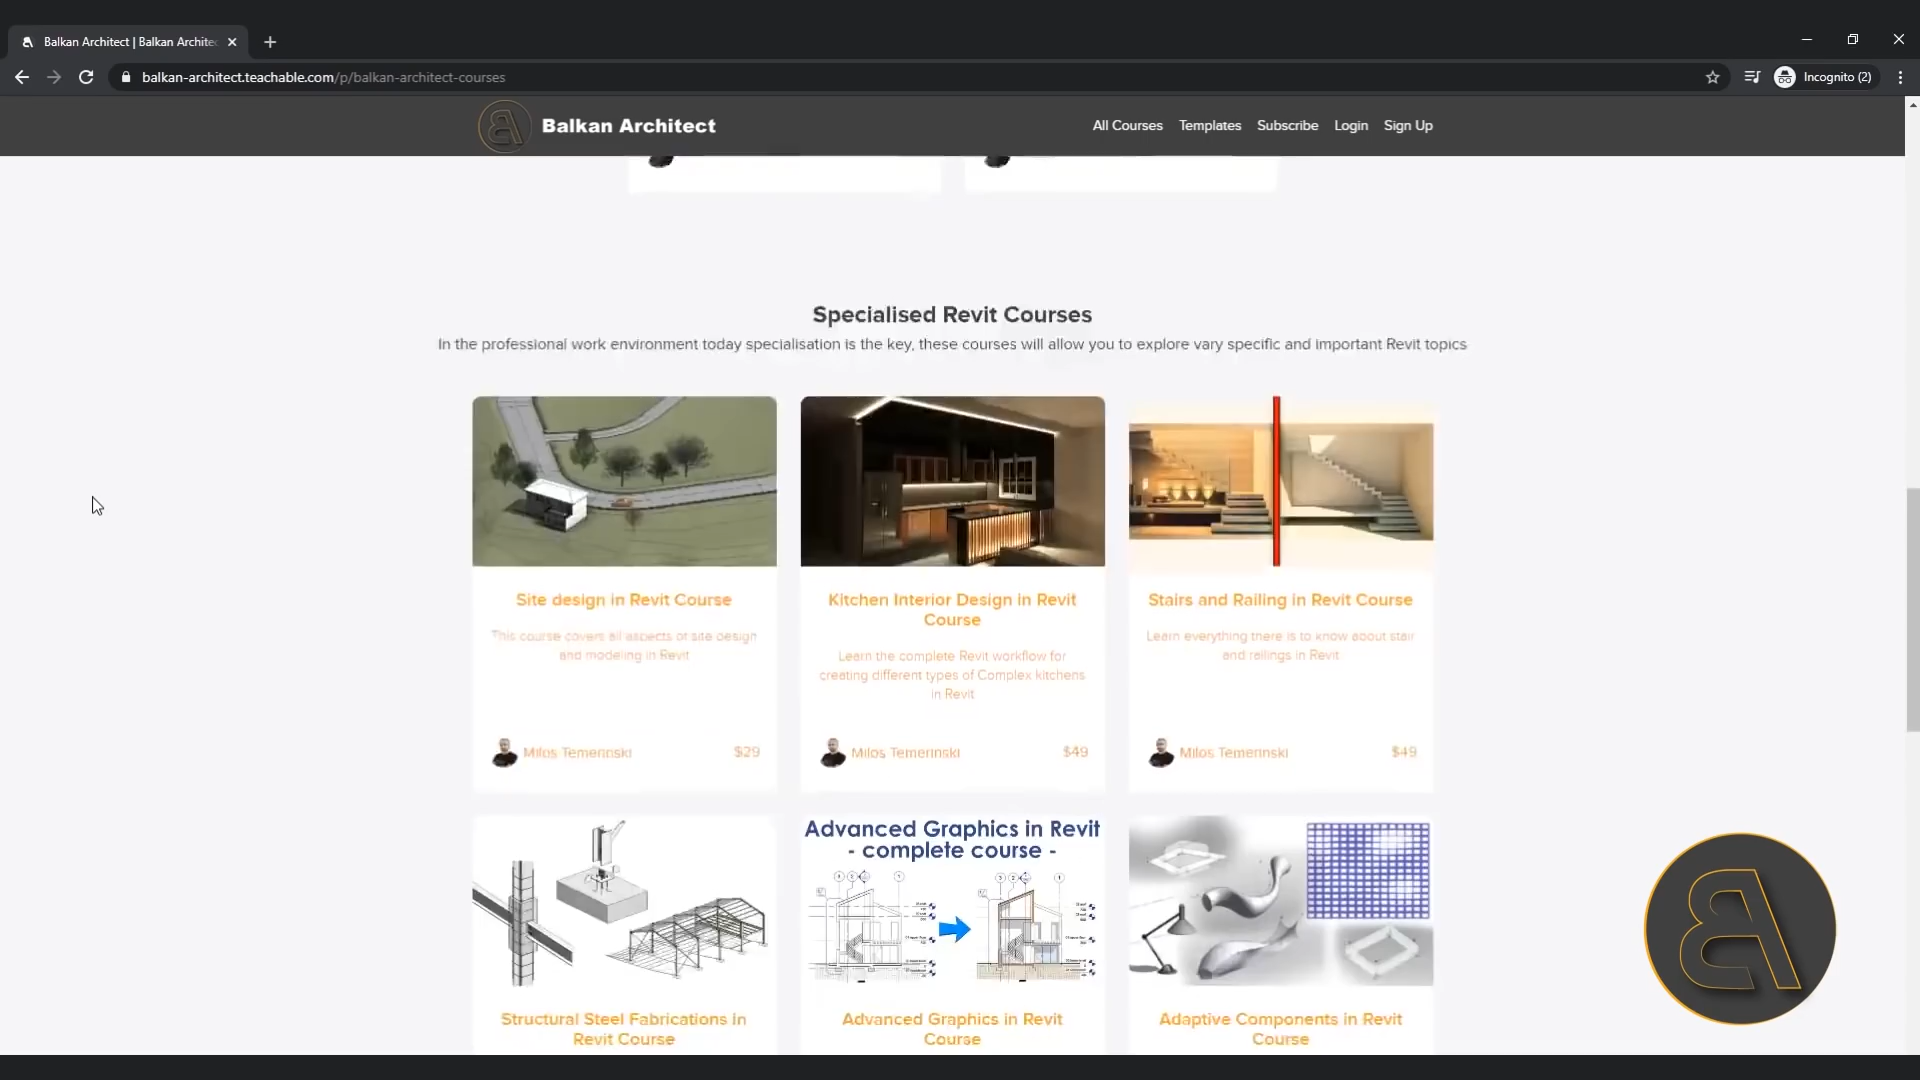 Balkan Architect | Balkan Archite
balkan-architect.teachable.com/p/balkan-architect-courses
Incognito (2)
Balkan Architect
All Courses
Templates
Subscribe
Login
Sign Up
Specialised Revit Courses
In the professional work environment today specialisation is the key, these courses will allow you to explore vary specific and important Revit topics
Site design in Revit Course
This course covers all aspects of site design
and modeling in Revit
Milos Temerinski
$29
Kitchen Interior Design in Revit
Course
Learn the complete Revit workflow for
creating different types of Complex kitchens
in Revit
Milos Temerinski
$49
Stairs and Railing in Revit Course
Learn everything there is to know about stair
and railings in Revit
Milos Temerinski
$49
Structural Steel Fabrications in
Revit Course
Advanced Graphics in Revit
- complete course -
Advanced Graphics in Revit
Course
Adaptive Components in Revit
Course